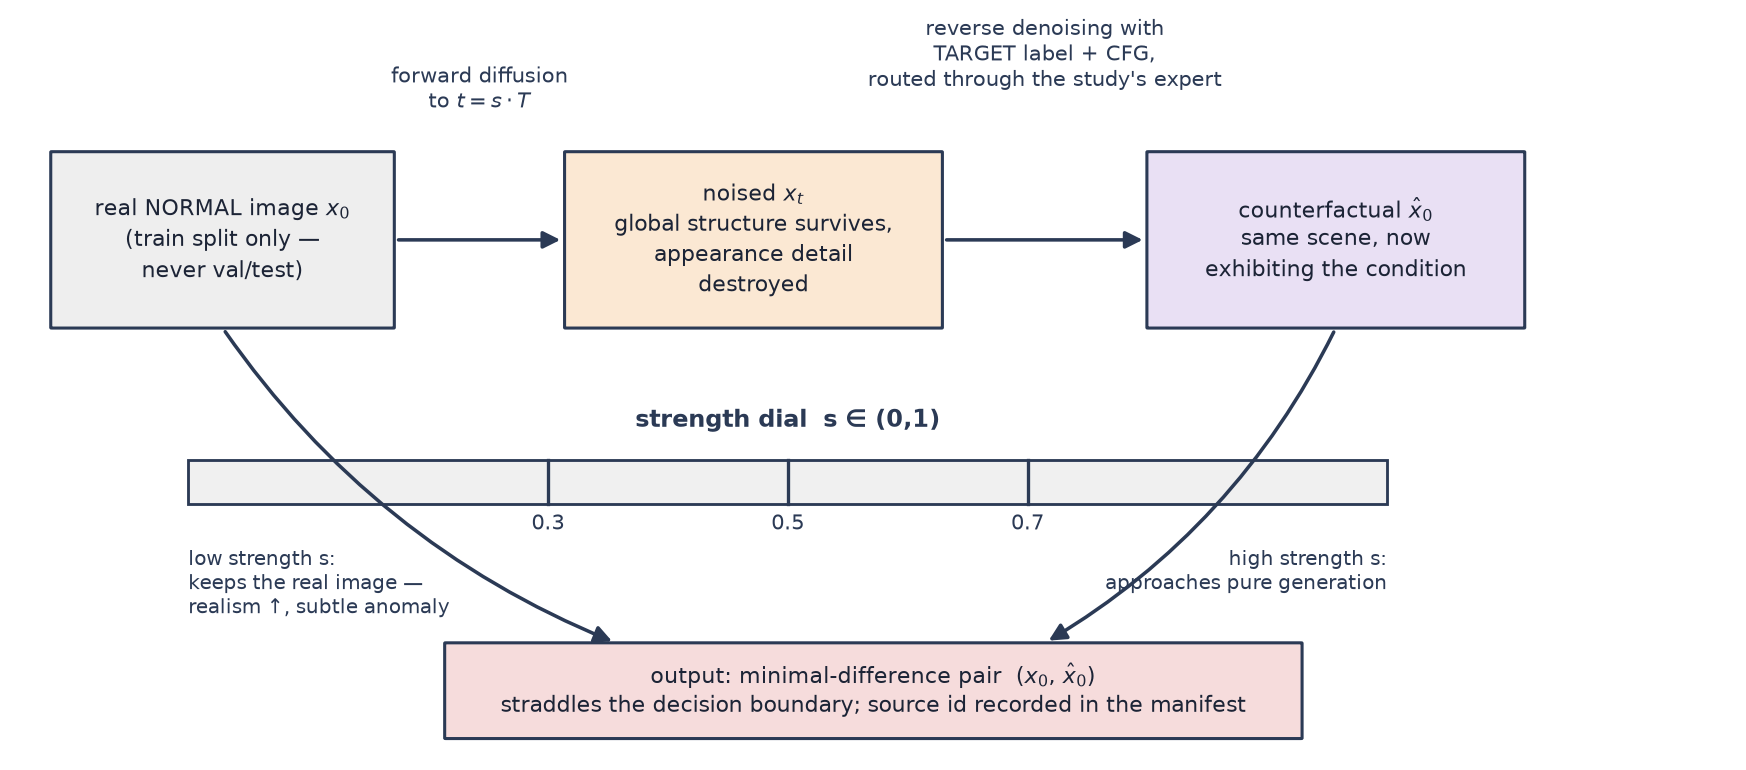 reverse denoising with
TARGET label + CFG,
routed through the study's expert
forward diffusion
to t = s · T
real NORMAL image x₀
(train split only —
never val/test)
noised xₜ
global structure survives,
appearance detail
destroyed
counterfactual x̂₀
same scene, now
exhibiting the condition
strength dial s ∈ (0,1)
0.3
0.5
0.7
low strength s:
keeps the real image —
realism ↑, subtle anomaly
high strength s:
approaches pure generation
output: minimal-difference pair (x₀, x̂₀)
straddles the decision boundary; source id recorded in the manifest